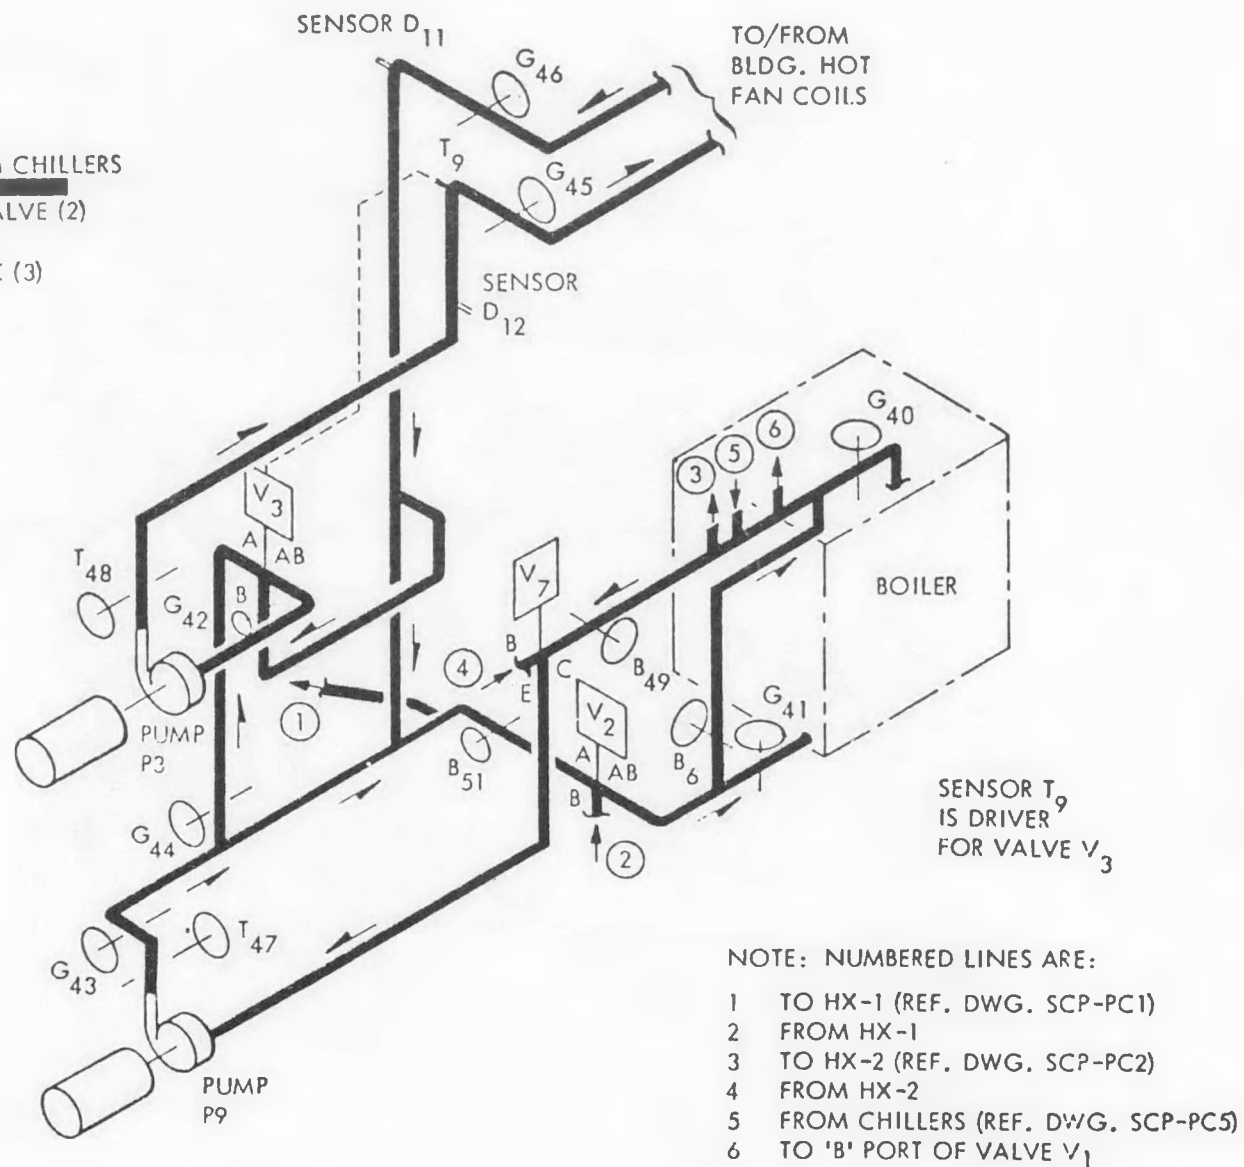 SENSOR D11
G46
TO/FROM
BLDG. HOT
FAN COILS
CHILLERS
T9
G45
ALVE (2)
(3)
SENSOR
D12
G40
6
5
3
V3
A
AB
T48
G42
B
V7
BOILER
B
4
C
B49
E
1
V2
G41
PUMP
P3
B51
A
AB
B6
B
SENSOR T9
IS DRIVER
FOR VALVE V3
G44
2
T47
G43
NOTE: NUMBERED LINES ARE:
1 TO HX-1 (REF. DWG. SCP-PC1)
2 FROM HX-1
3 TO HX-2 (REF. DWG. SCP-PC2)
4 FROM HX-2
5 FROM CHILLERS (REF. DWG. SCP-PC5)
6 TO 'B' PORT OF VALVE V1
PUMP
P9